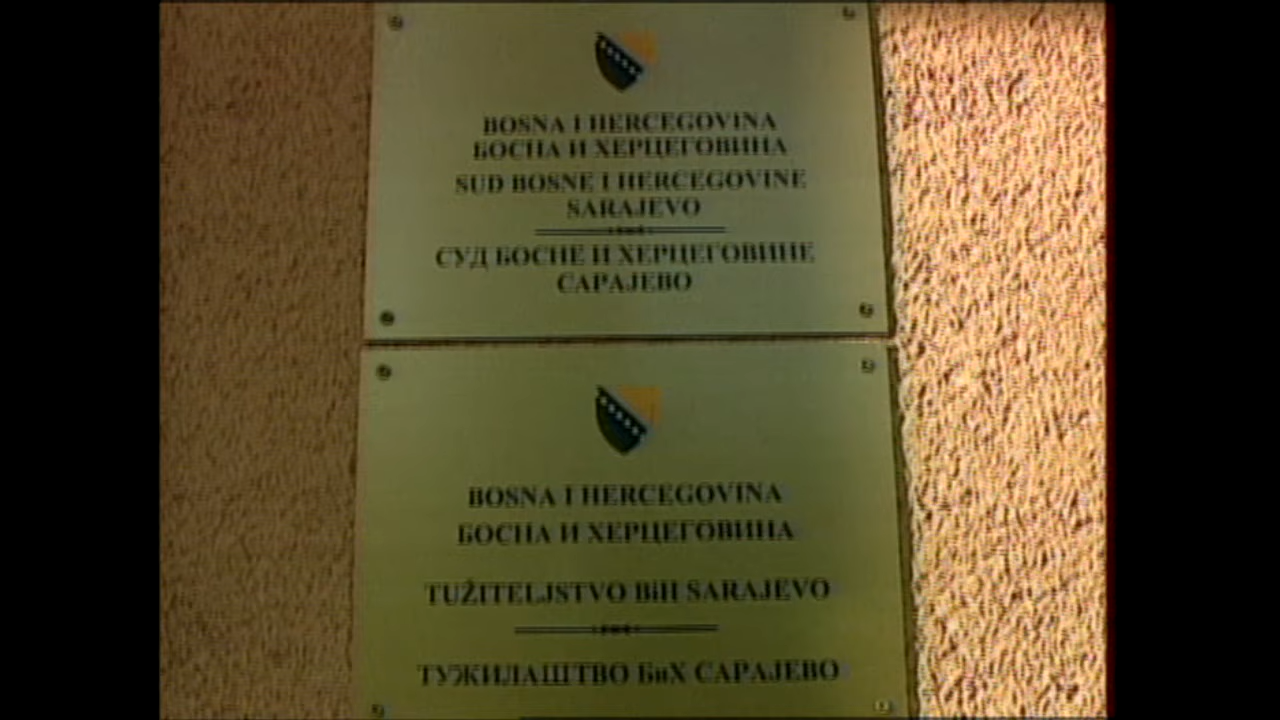 BOSNA I HERCEGOVINA
БОСНА И ХЕРЦЕГОВИНА
SUD BOSNE I HERCEGOVINE
SARAJEVO
СУД БОСНЕ И ХЕРЦЕГОВИНЕ
САРАЈЕВО
BOSNA I HERCEGOVINA
БОСНА И ХЕРЦЕГОВИНА
TUŽITELJSTVO BiH SARAJEVO
ТУЖИЛАШТВО БиХ САРАЈЕВО